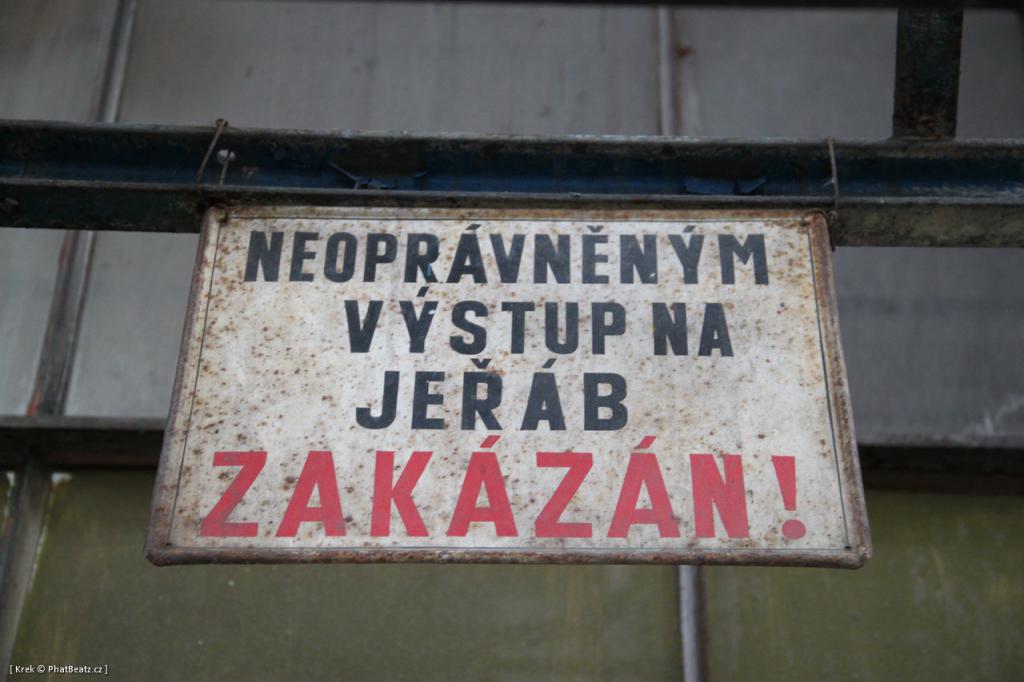 NEOPRÁVNĚNÝM
VÝSTUP NA
JEŘÁB
ZAKÁZÁN!
[ Krek © PhatBeatz.cz ]